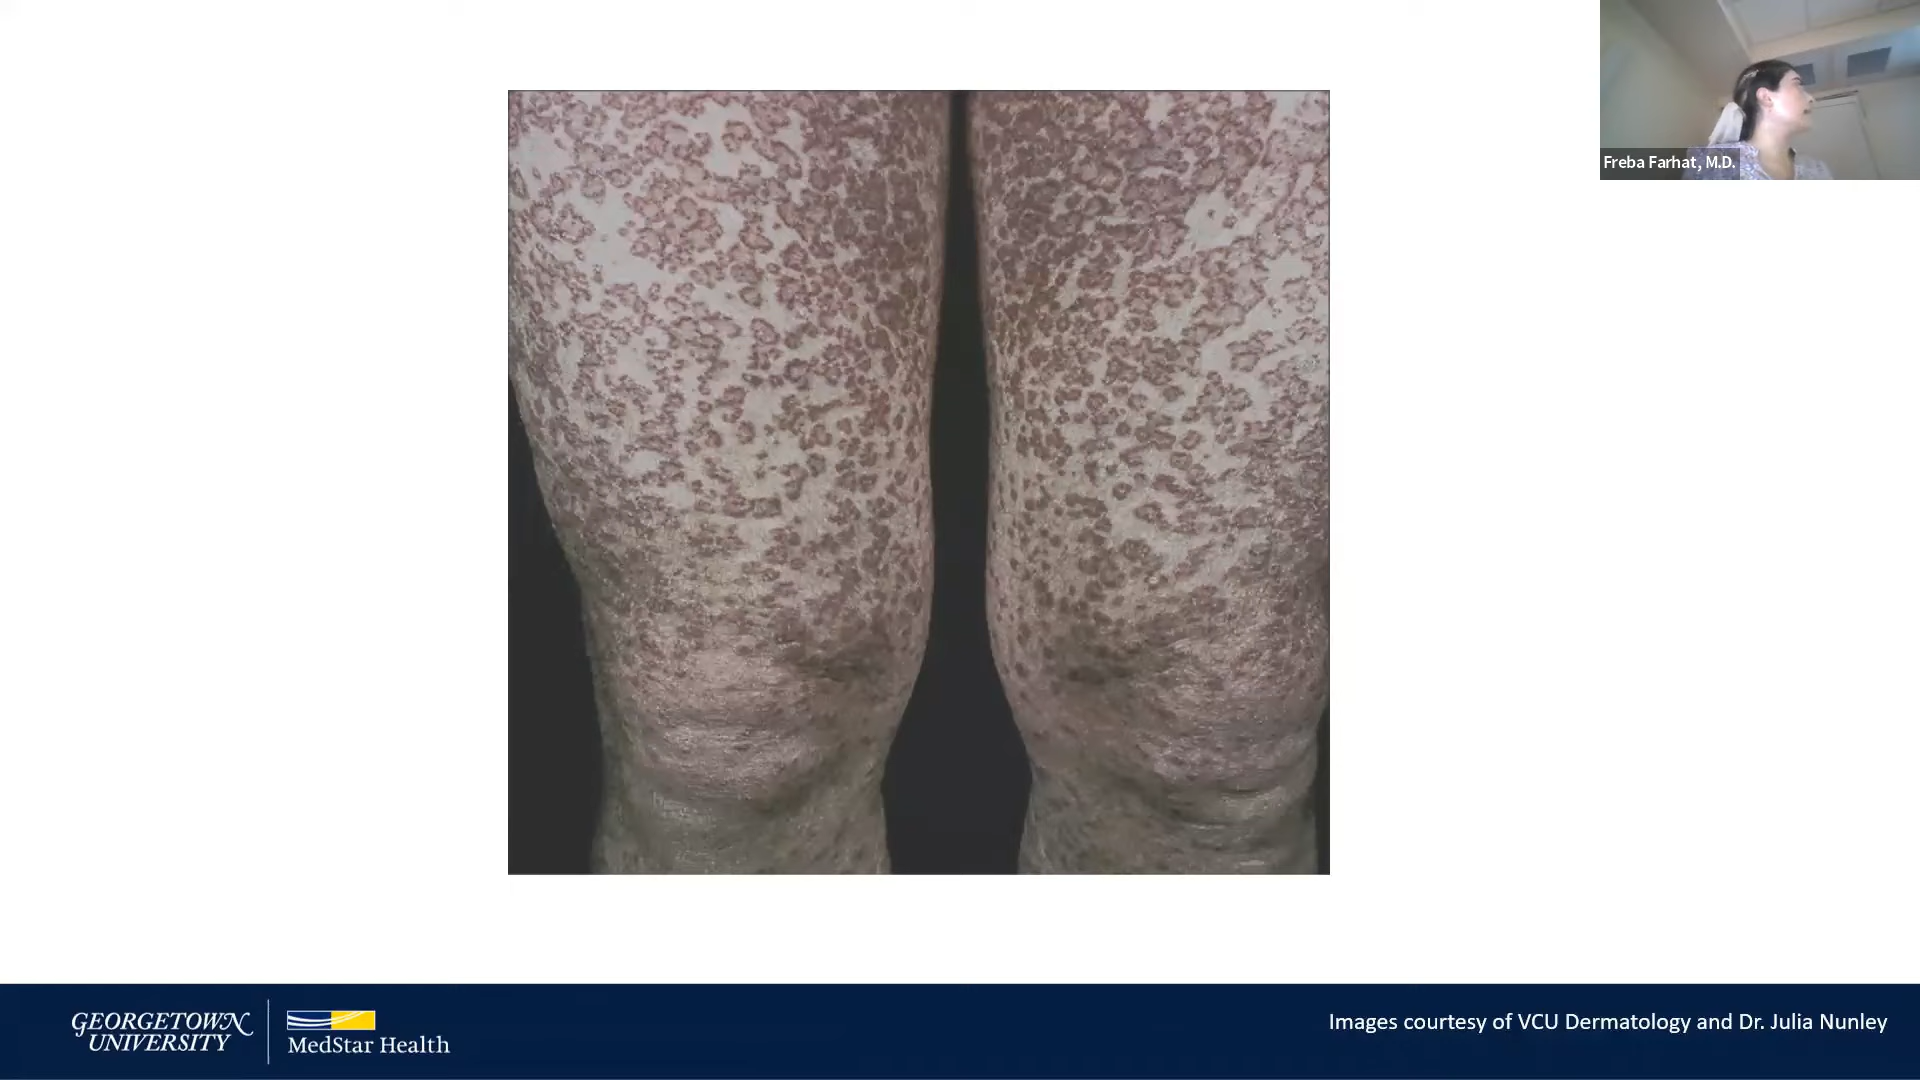 Freba Farhat, M.D.
GEORGETOWN
UNIVERSITY
MedStar Health
Images courtesy of VCU Dermatology and Dr. Julia Nunley